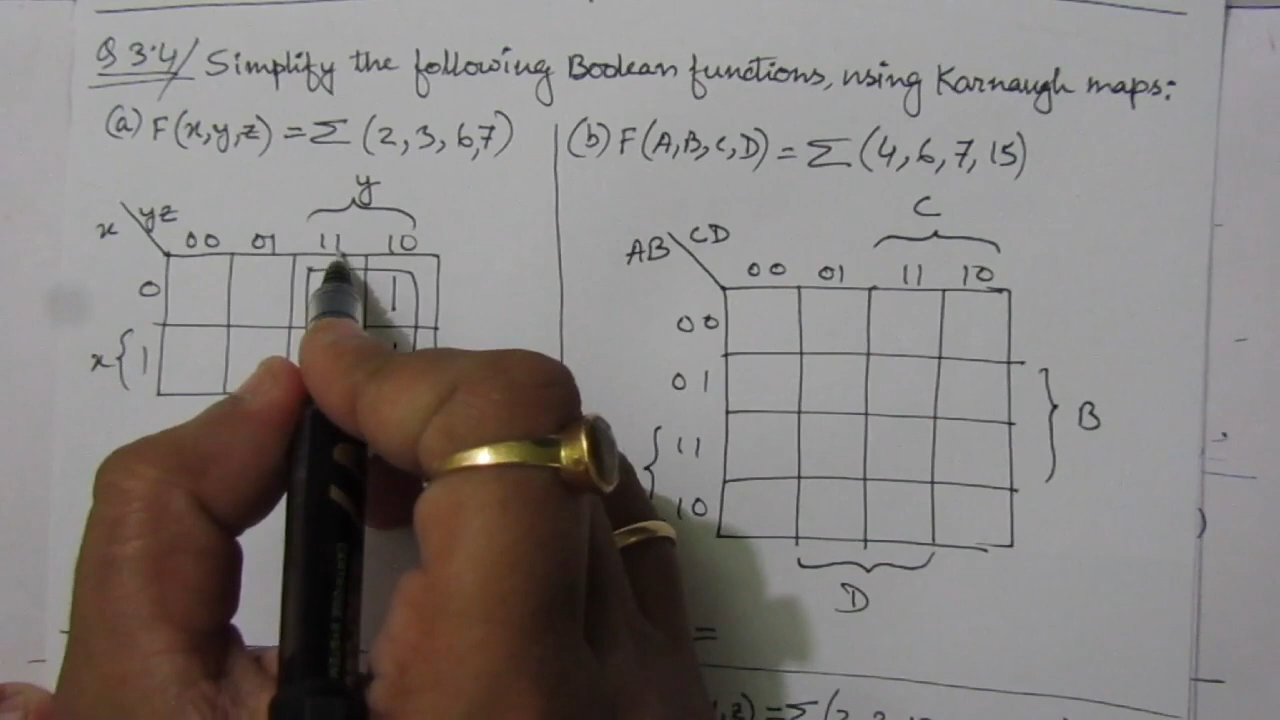 Q 3.4/ Simplify the following Boolean functions, using Karnaugh maps:
(a) F(x,y,z) = Σ (2, 3, 6,7)
(b) F(A,B,C,D) = Σ (4, 6, 7, 15)
y
x yz
00 01 11 10
0 1
x { 1
C
AB CD
00 01 11 10
00
01
11
10
B
D
=